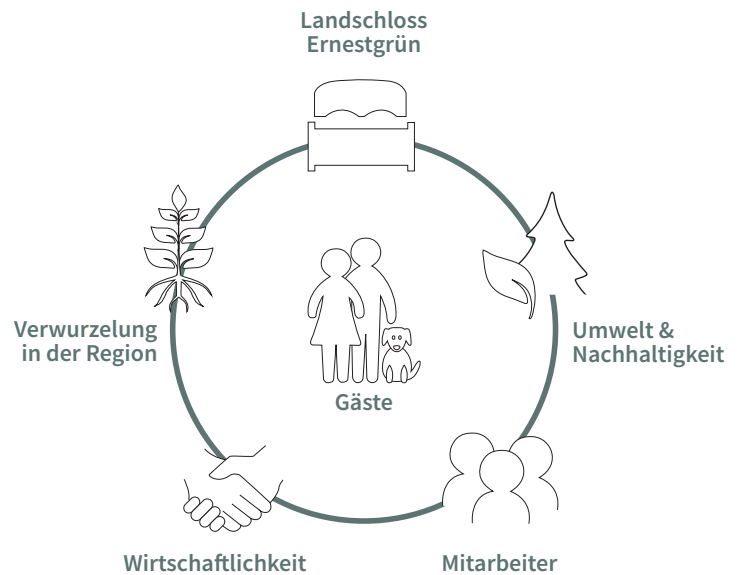 Landschloss
Ernestgrün
Verwurzelung
in der Region
Umwelt &
Nachhaltigkeit
Gäste
Wirtschaftlichkeit
Mitarbeiter